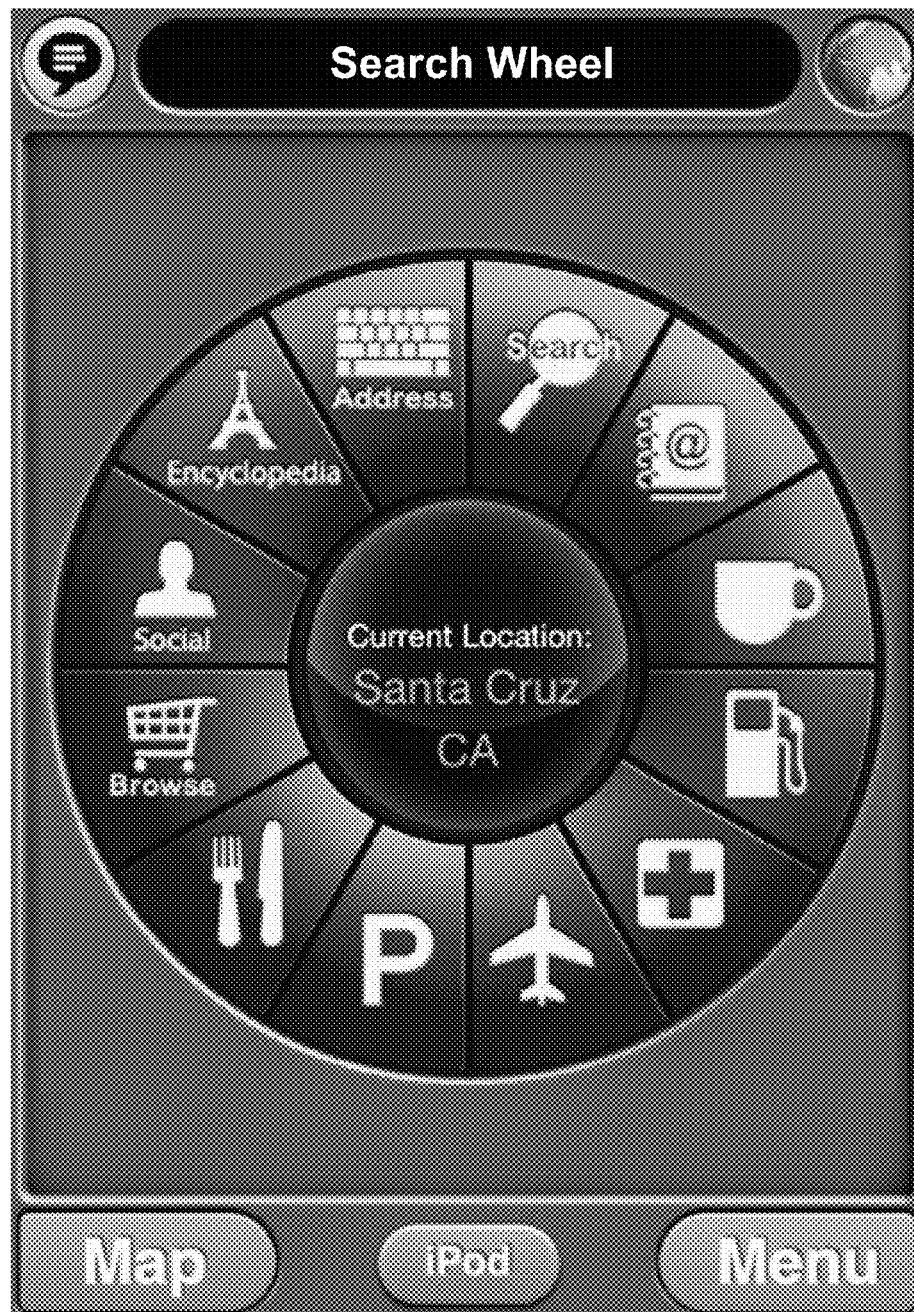 Search Wheel
Address
Search
Encyclopedia
@
Social
Current Location:
Santa Cruz
CA
Browse
P
Map
iPod
Menu